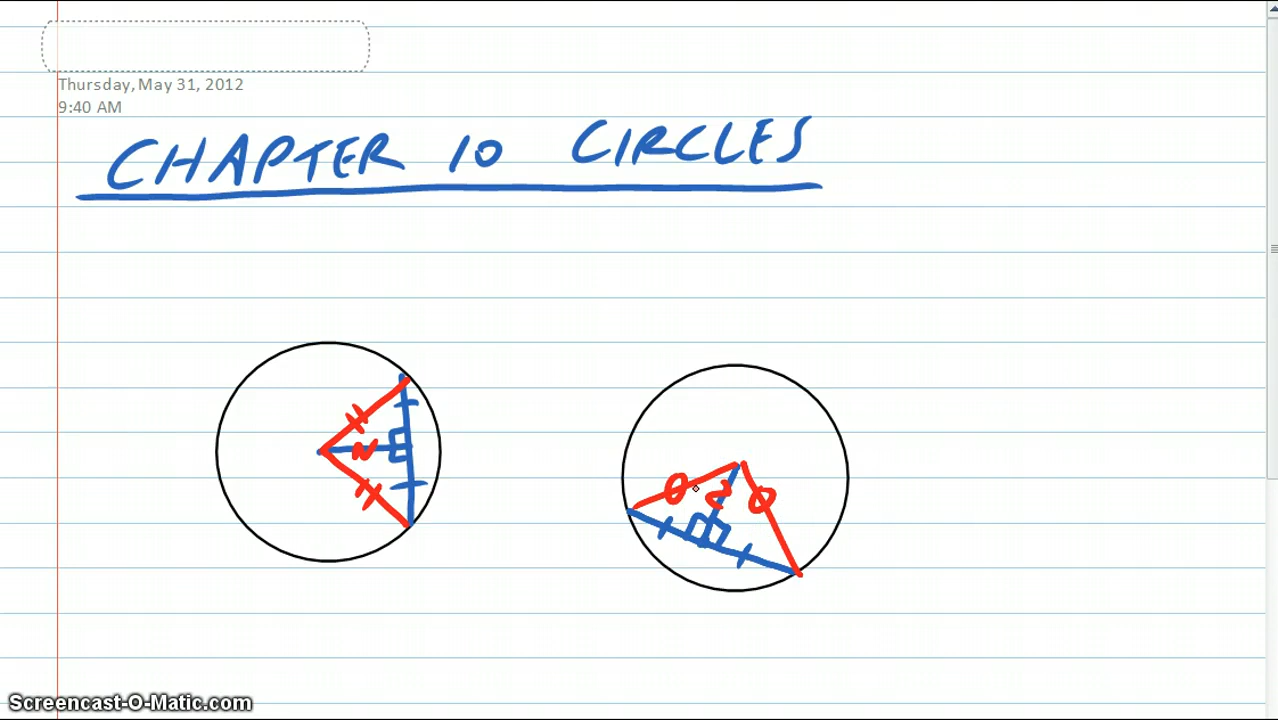 Thursday, May 31, 2012
9:40 AM
CHAPTER 10 CIRCLES
Screencast-O-Matic.com